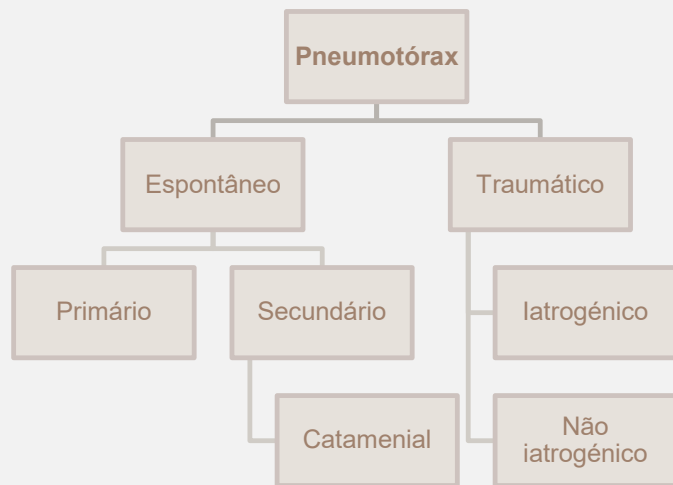 Pneumotórax
Espontâneo
Traumático
Primário
Secundário
Iatrogénico
Catamenial
Não
iatrogénico